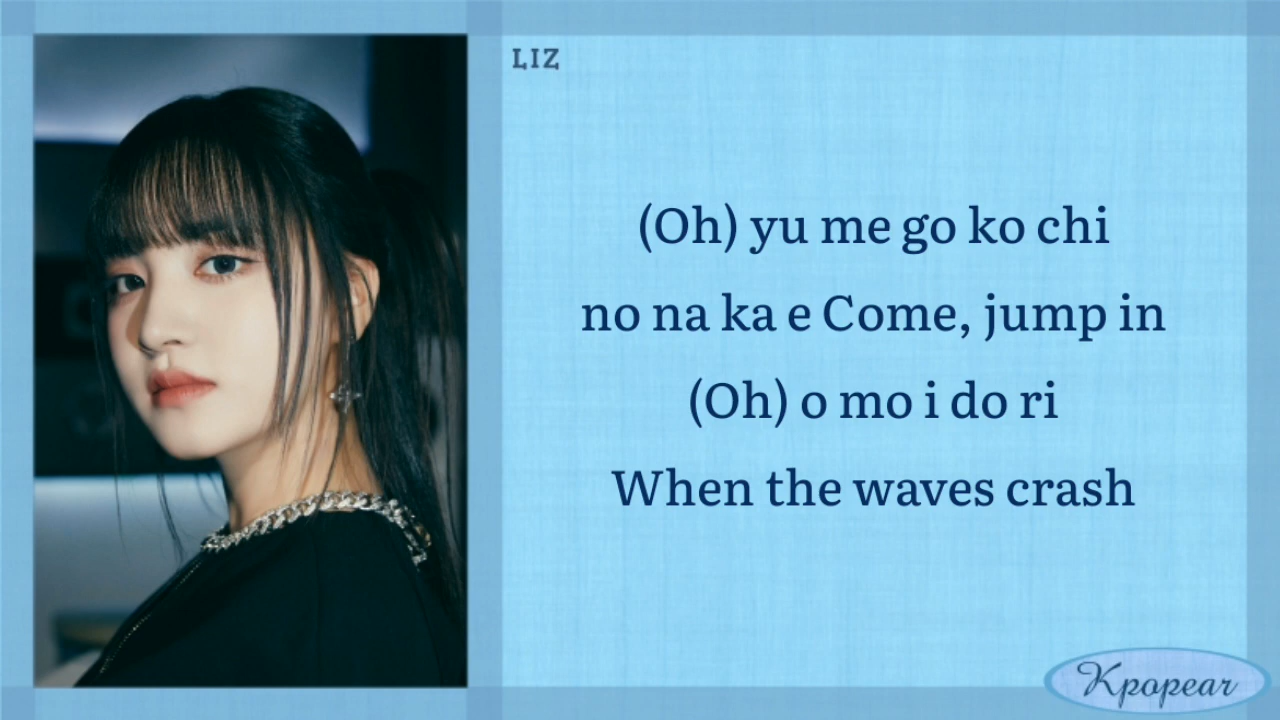 LIZ
(Oh) yu me go ko chi
no na ka e Come, jump in
(Oh) o mo i do ri
When the waves crash
Kpopear